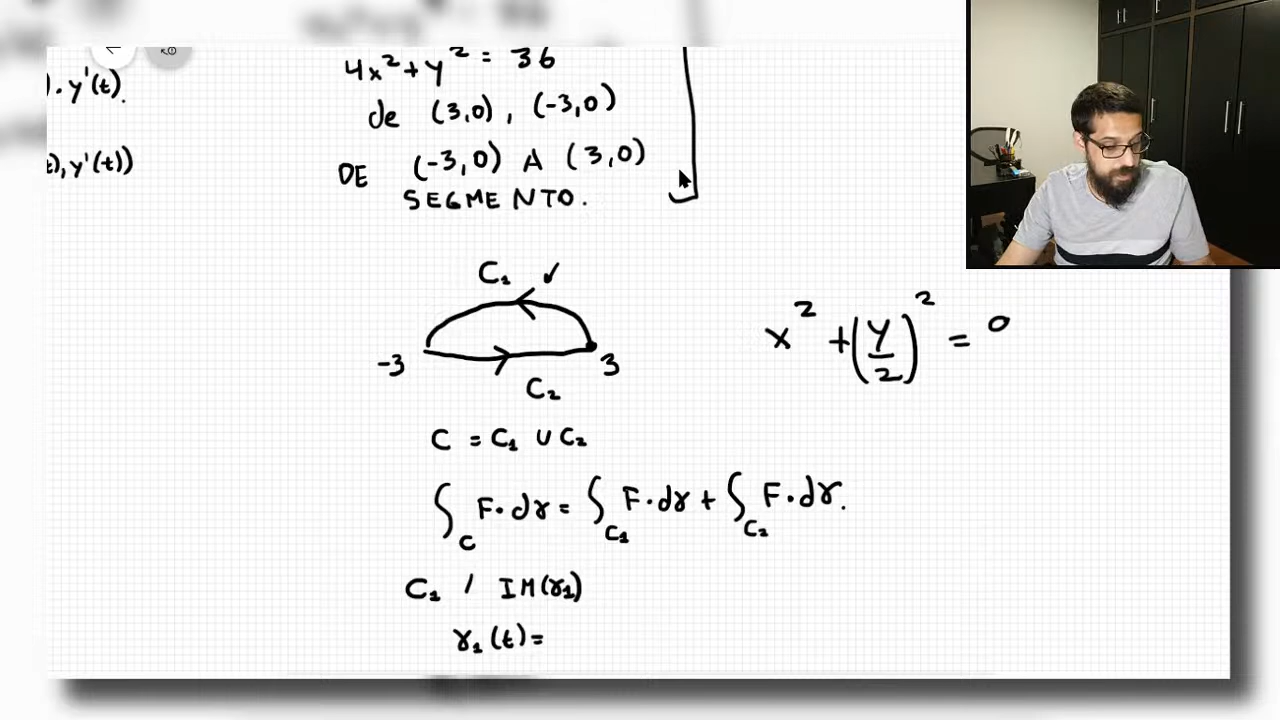 ). y'(t).
t), y'(t))
4x² + y² = 36
de (3,0), (-3,0)
DE (-3,0) A (3,0)
SEGMENTO.
C₁ ✓
-3
3
C₂
x² + (y/2)² = 9
C = C₁ ∪ C₂
∫_C F·dγ = ∫_C₁ F·dγ + ∫_C₂ F·dγ.
C₁ / IM(γ₁)
γ₁(t) =